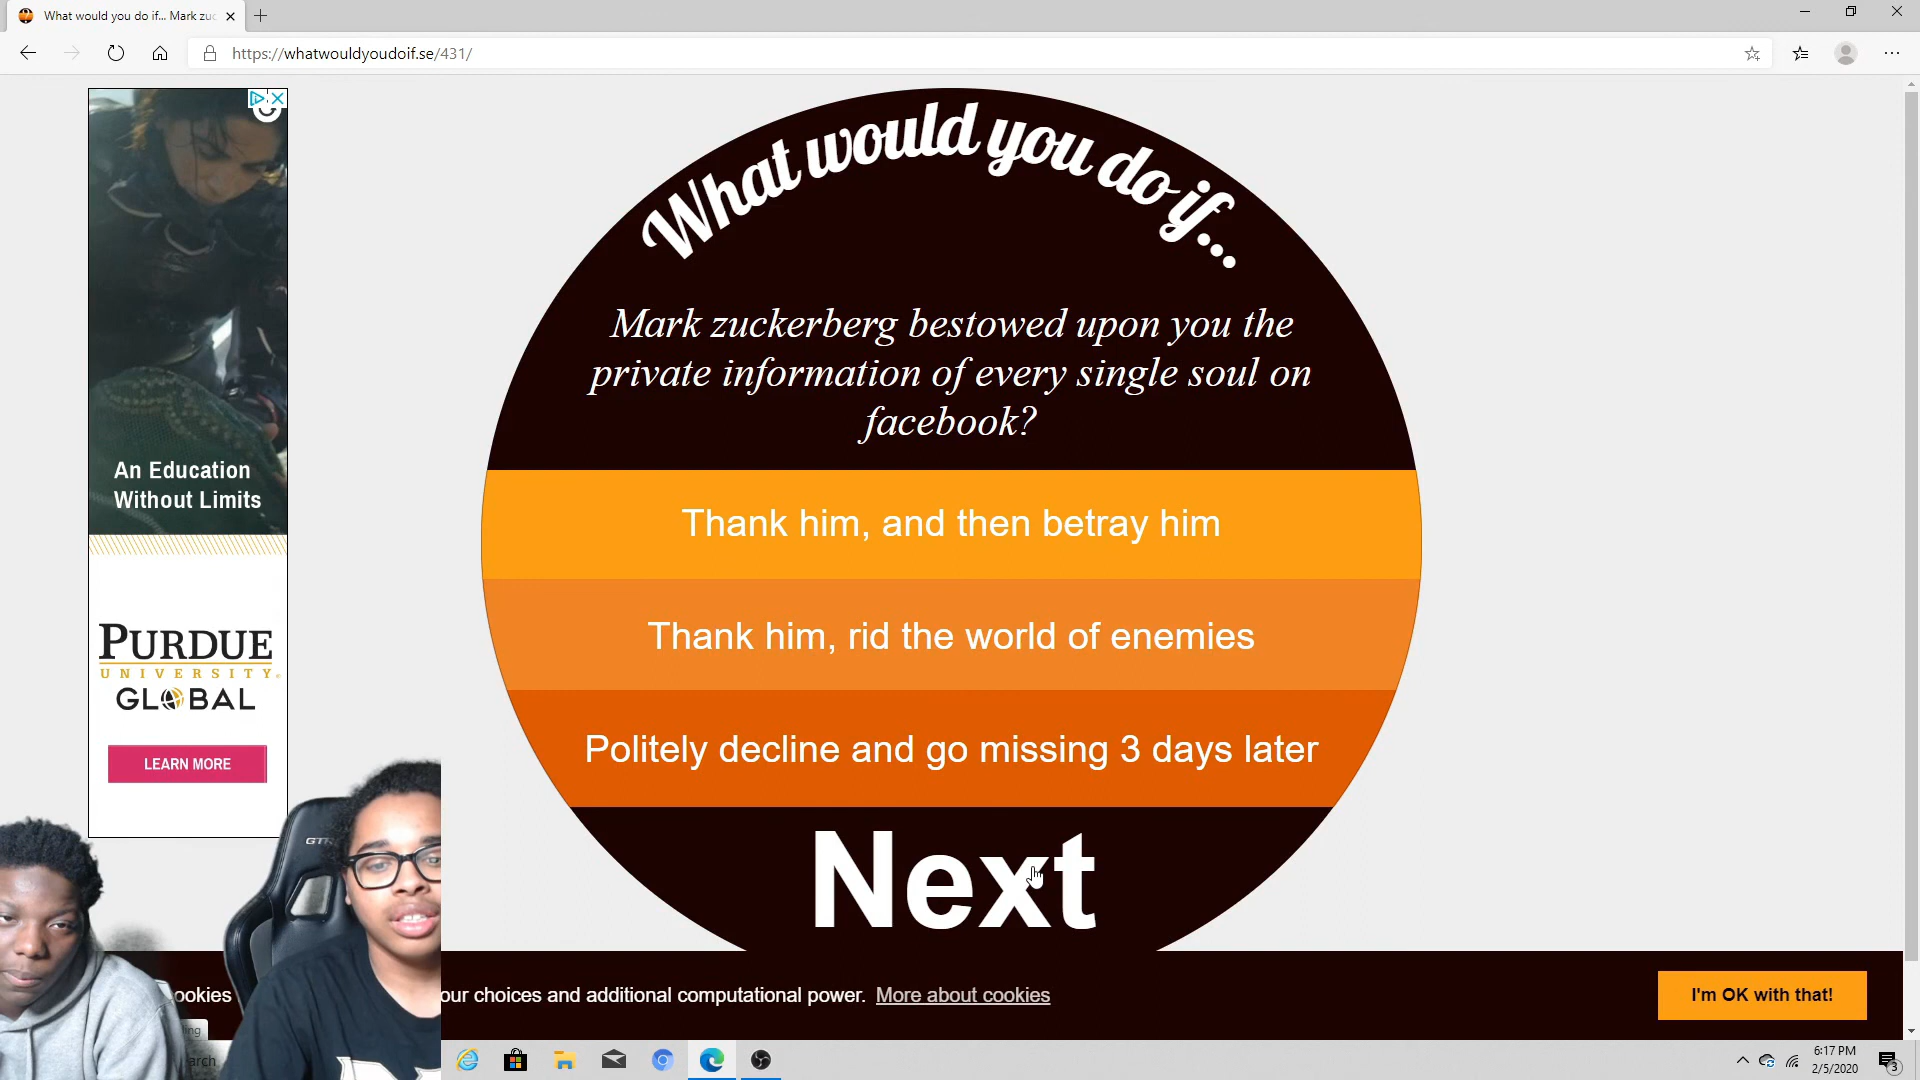 What would you do if... Mark zuc
https://whatwouldyoudoif.se/431/
What would you do if...
Mark zuckerberg bestowed upon you the
private information of every single soul on
facebook?
Thank him, and then betray him
Thank him, rid the world of enemies
Politely decline and go missing 3 days later
Next
An Education
Without Limits
PURDUE
UNIVERSITY
GLOBAL
LEARN MORE
ookies
our choices and additional computational power. More about cookies
I'm OK with that!
ling
arch
6:17 PM
2/5/2020
3